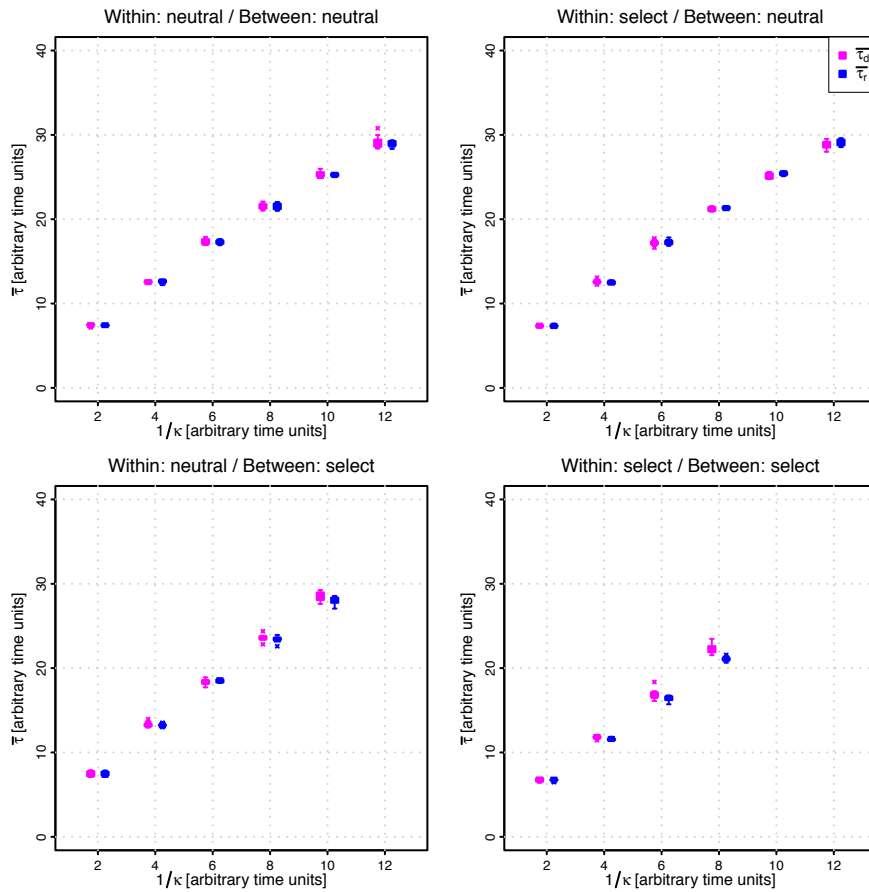 Within: neutral / Between: neutral
40
30
20
10
0
τ̅ [arbitrary time units]
2 4 6 8 10 12
1/κ [arbitrary time units]
Within: select / Between: neutral
τ̅_d
τ̅_r
40
30
20
10
0
τ̅ [arbitrary time units]
2 4 6 8 10 12
1/κ [arbitrary time units]
Within: neutral / Between: select
40
30
20
10
0
τ̅ [arbitrary time units]
2 4 6 8 10 12
1/κ [arbitrary time units]
Within: select / Between: select
40
30
20
10
0
τ̅ [arbitrary time units]
2 4 6 8 10 12
1/κ [arbitrary time units]